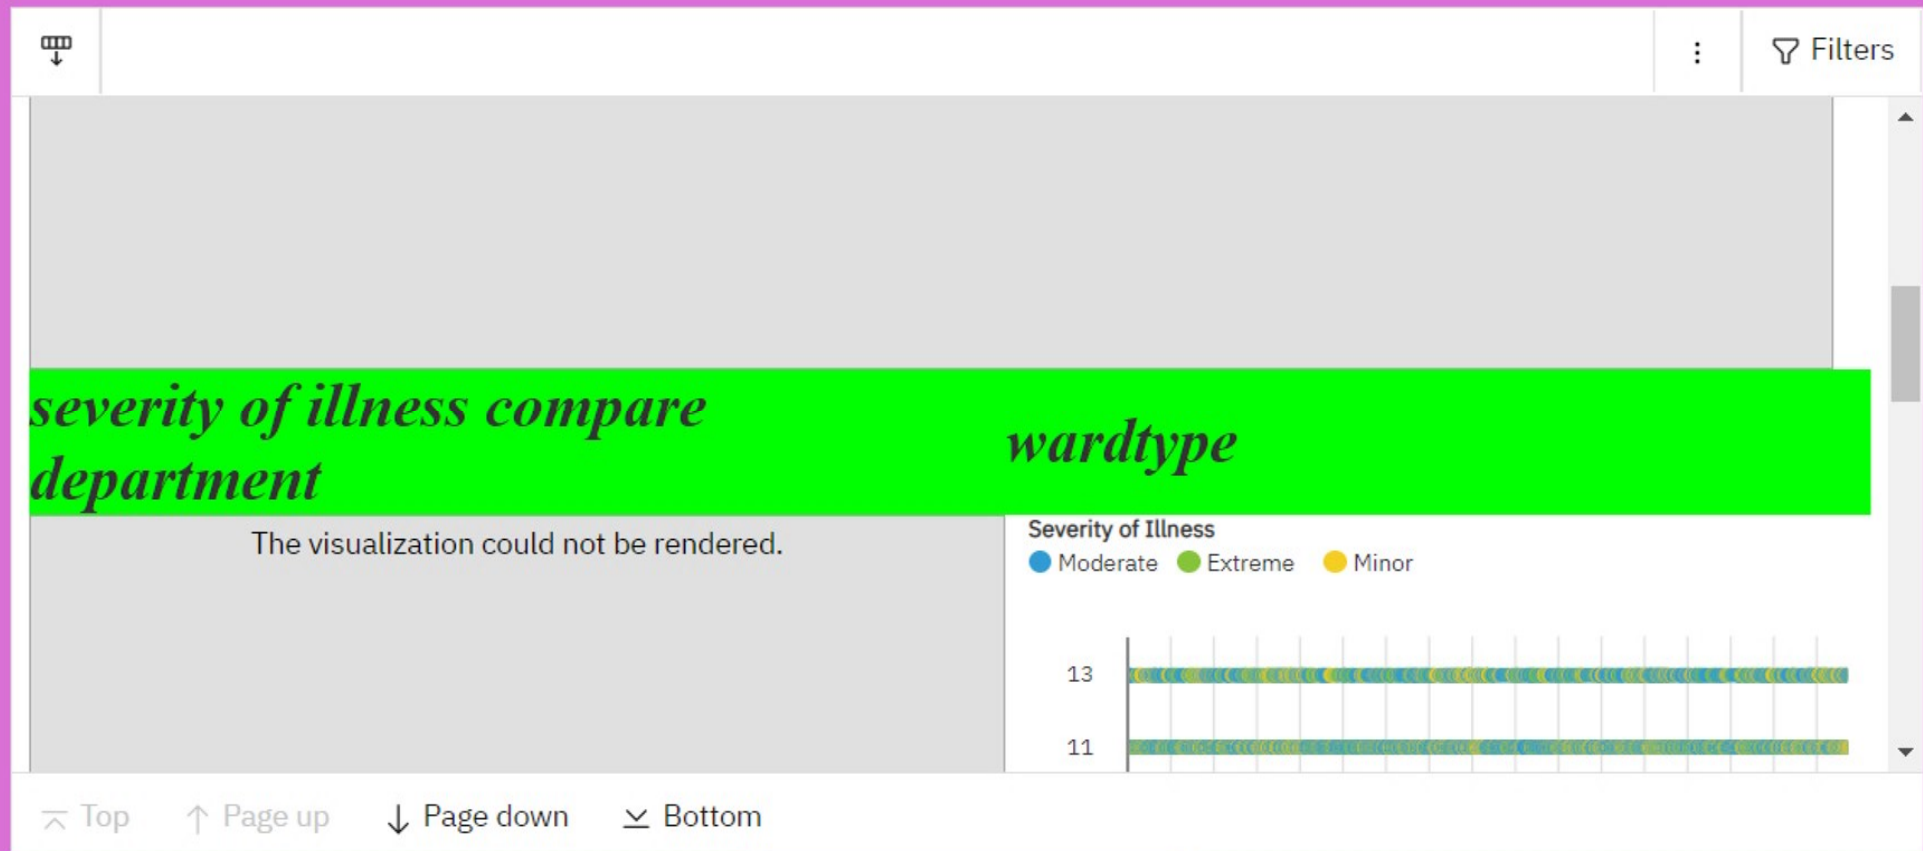 Filters
severity of illness compare
department
wardtype
The visualization could not be rendered.
Severity of Illness
Moderate Extreme Minor
13
11
Top Page up Page down Bottom